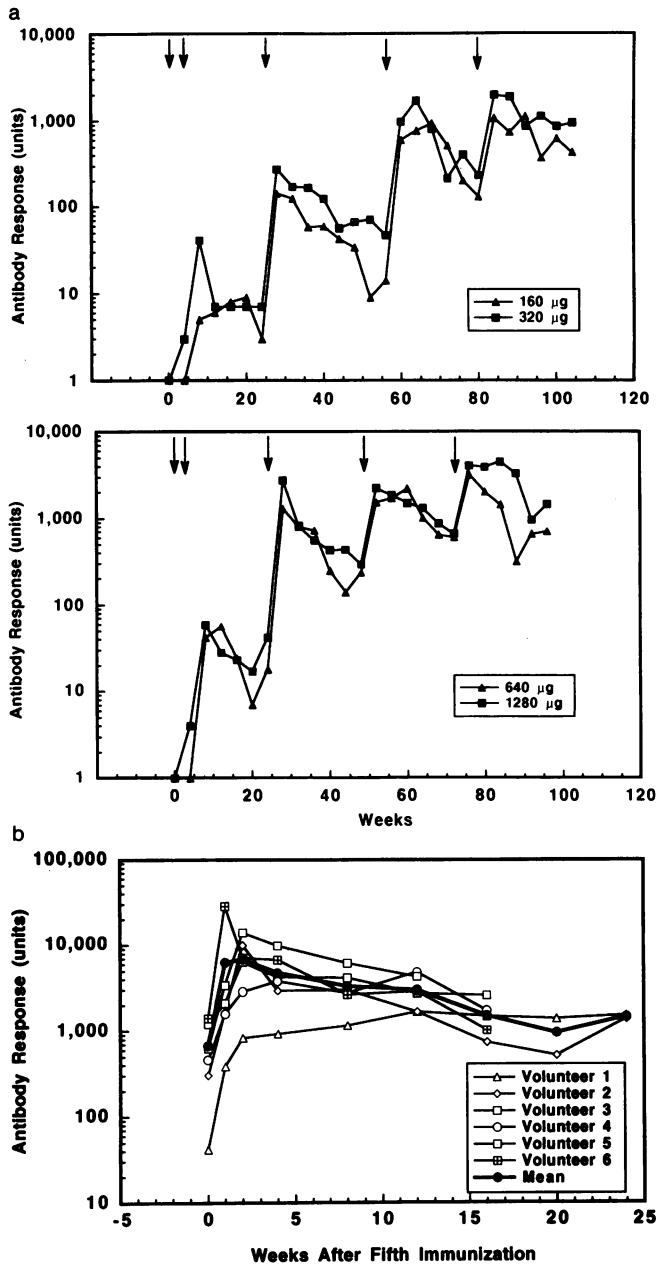 a
10,000
1,000
100
10
1
Antibody Response (units)
160 µg
320 µg
0 20 40 60 80 100 120
10,000
1,000
100
10
1
Antibody Response (units)
640 µg
1280 µg
0 20 40 60 80 100 120
Weeks
b
100,000
10,000
1,000
100
10
Antibody Response (units)
Volunteer 1
Volunteer 2
Volunteer 3
Volunteer 4
Volunteer 5
Volunteer 6
Mean
-5 0 5 10 15 20 25
Weeks After Fifth Immunization